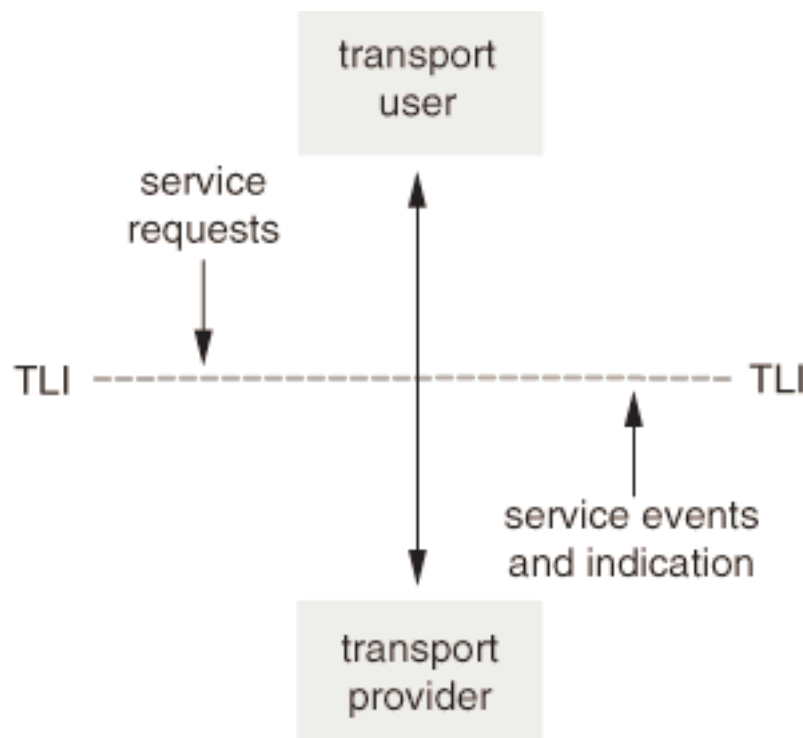 transport
user
service
requests
TLI
TLI
service events
and indication
transport
provider